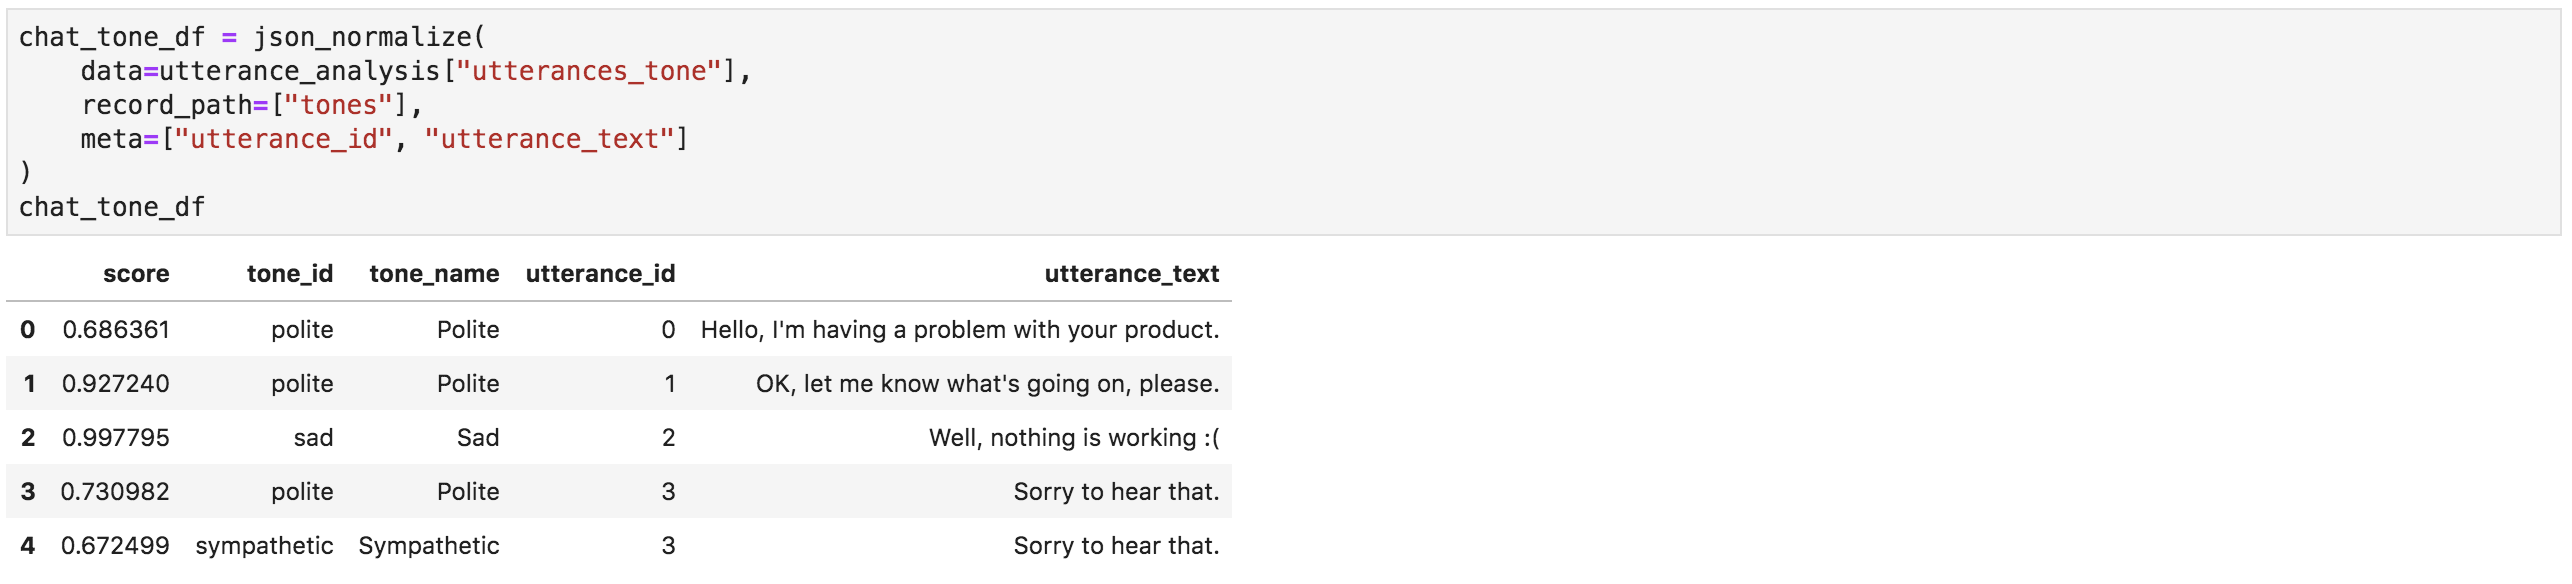 chat_tone_df = json_normalize(
    data=utterance_analysis["utterances_tone"],
    record_path=["tones"],
    meta=["utterance_id", "utterance_text"]
)
chat_tone_df
score tone_id tone_name utterance_id utterance_text
0 0.686361 polite Polite 0 Hello, I'm having a problem with your product.
1 0.927240 polite Polite 1 OK, let me know what's going on, please.
2 0.997795 sad Sad 2 Well, nothing is working :(
3 0.730982 polite Polite 3 Sorry to hear that.
4 0.672499 sympathetic Sympathetic 3 Sorry to hear that.